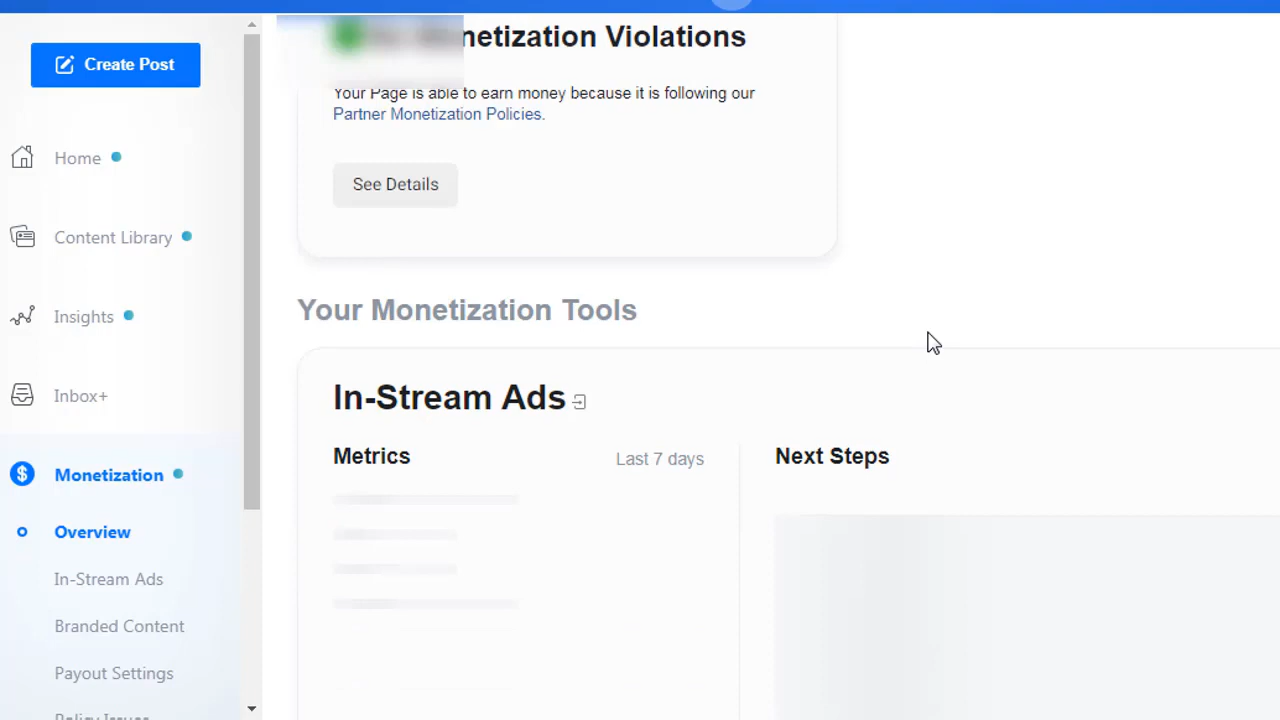 Create Post
Home
Content Library
Insights
Inbox+
Monetization
Overview
In-Stream Ads
Branded Content
Payout Settings
Policy Issues
Violations
Your Page is able to earn money because it is following our
Partner Monetization Policies.
See Details
Your Monetization Tools
In-Stream Ads
Metrics
Last 7 days
Next Steps